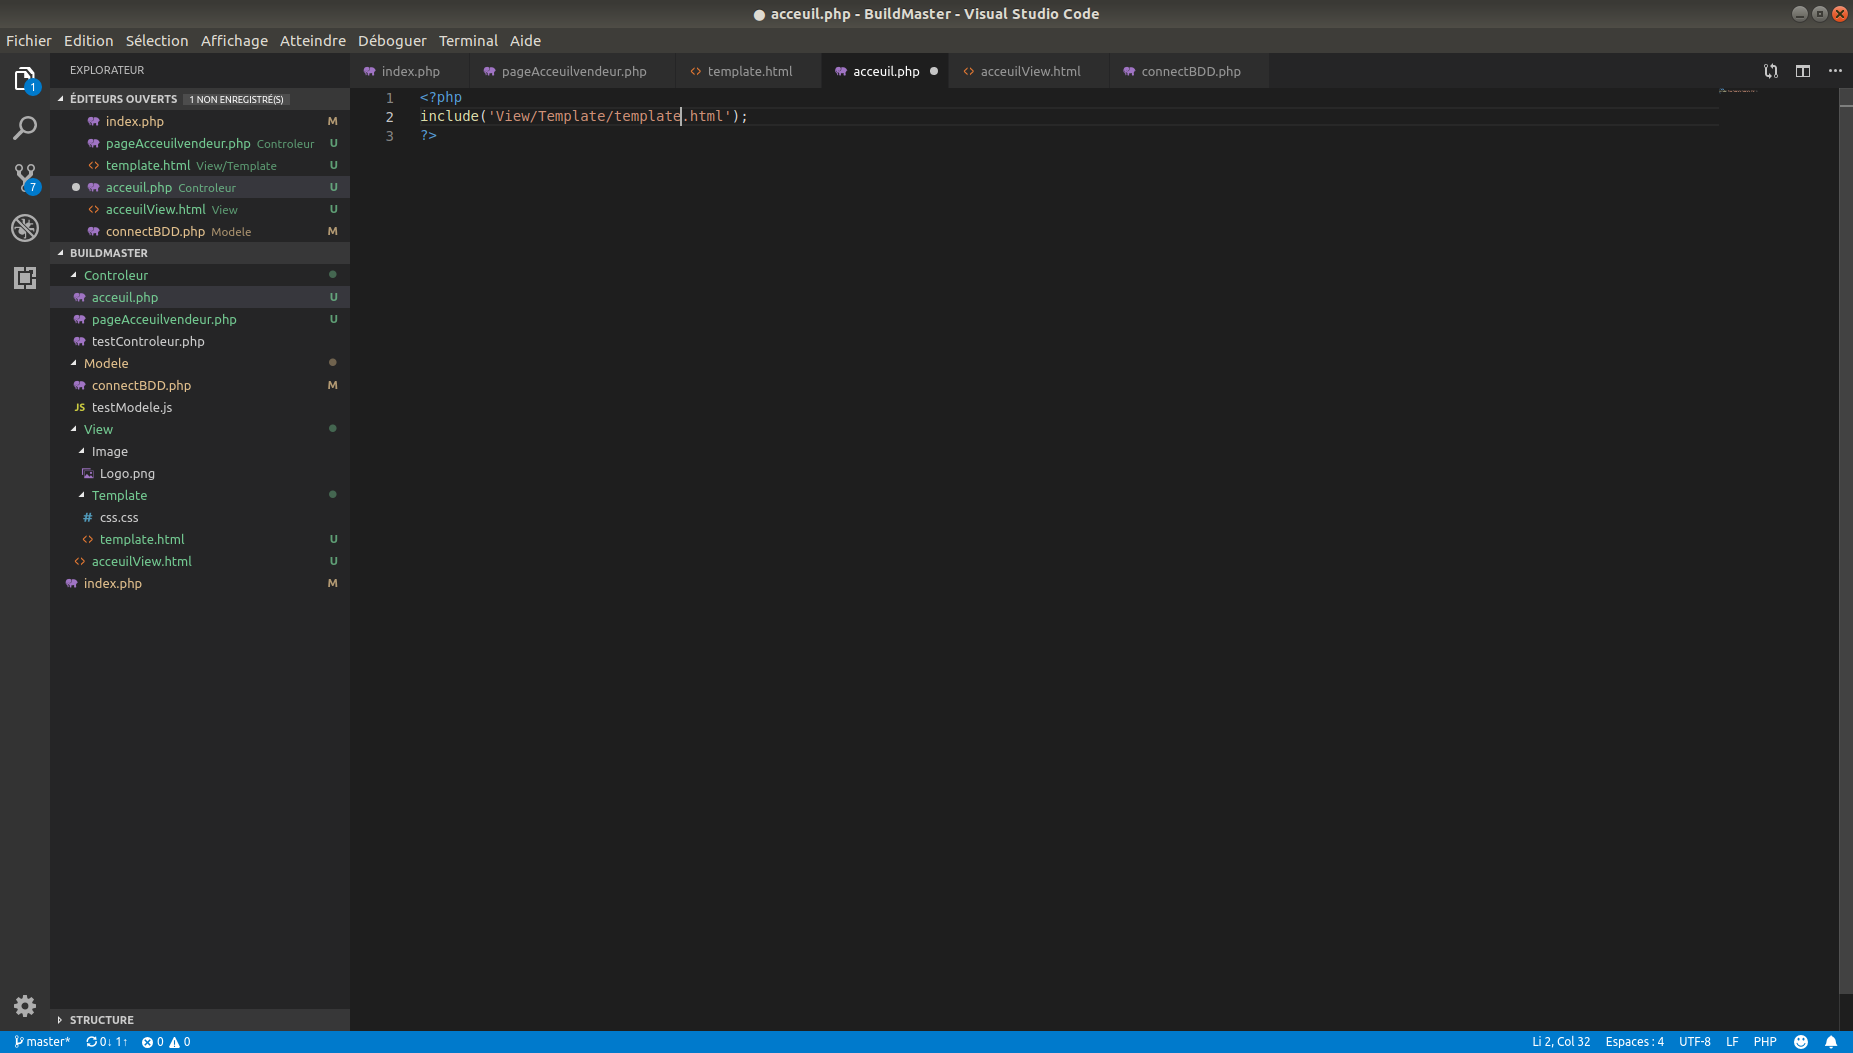 ● acceuil.php - BuildMaster - Visual Studio Code
Fichier Edition Sélection Affichage Atteindre Déboguer Terminal Aide
EXPLORATEUR
index.php pageAcceuilvendeur.php template.html acceuil.php acceuilView.html connectBDD.php
1
ÉDITEURS OUVERTS 1 NON ENREGISTRÉ(S)
index.php M
pageAcceuilvendeur.php Controleur U
template.html View/Template U
acceuil.php Controleur U
acceuilView.html View U
connectBDD.php Modele M
7
BUILDMASTER
Controleur
acceuil.php U
pageAcceuilvendeur.php U
testControleur.php
Modele
connectBDD.php M
JS testModele.js
View
Image
Logo.png
Template
# css.css
<> template.html U
<> acceuilView.html U
index.php M
STRUCTURE
1 <?php
2 include('View/Template/template.html');
3 ?>
master* 0↓ 1↑ 0 0 Li 2, Col 32 Espaces : 4 UTF-8 LF PHP